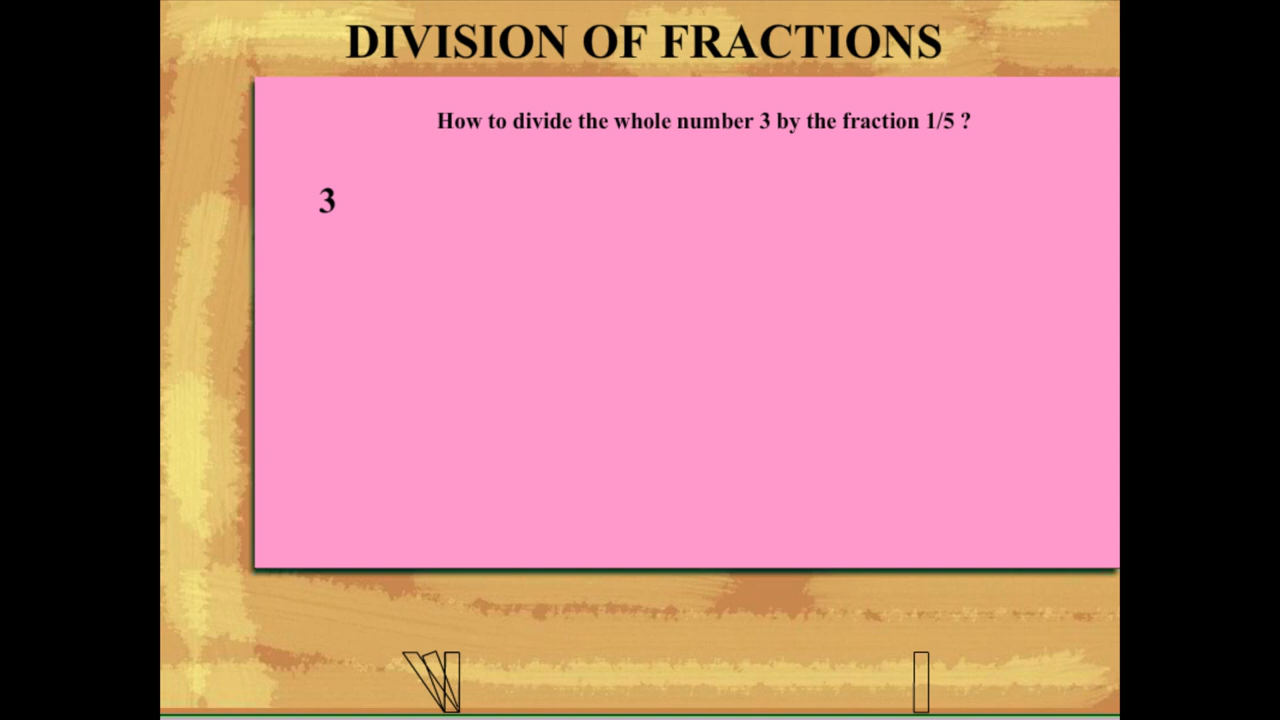 DIVISION OF FRACTIONS
How to divide the whole number 3 by the fraction 1/5 ?
3